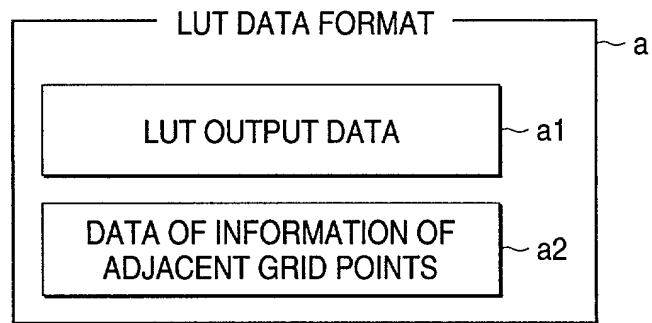 LUT DATA FORMAT
a
LUT OUTPUT DATA
a1
DATA OF INFORMATION OF
ADJACENT GRID POINTS
a2